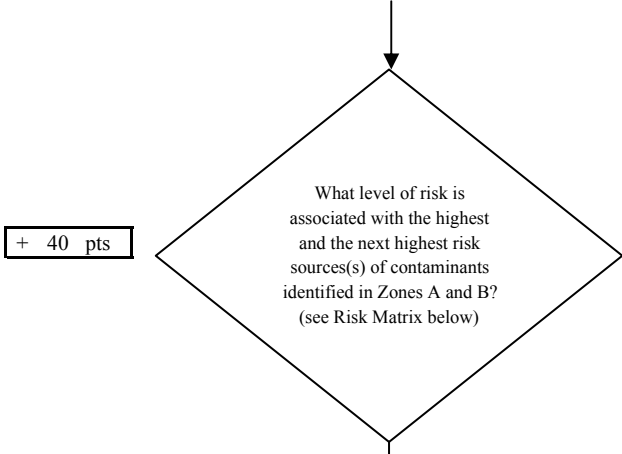 What level of risk is
associated with the highest
and the next highest risk
sources(s) of contaminants
identified in Zones A and B?
(see Risk Matrix below)
+ 40 pts